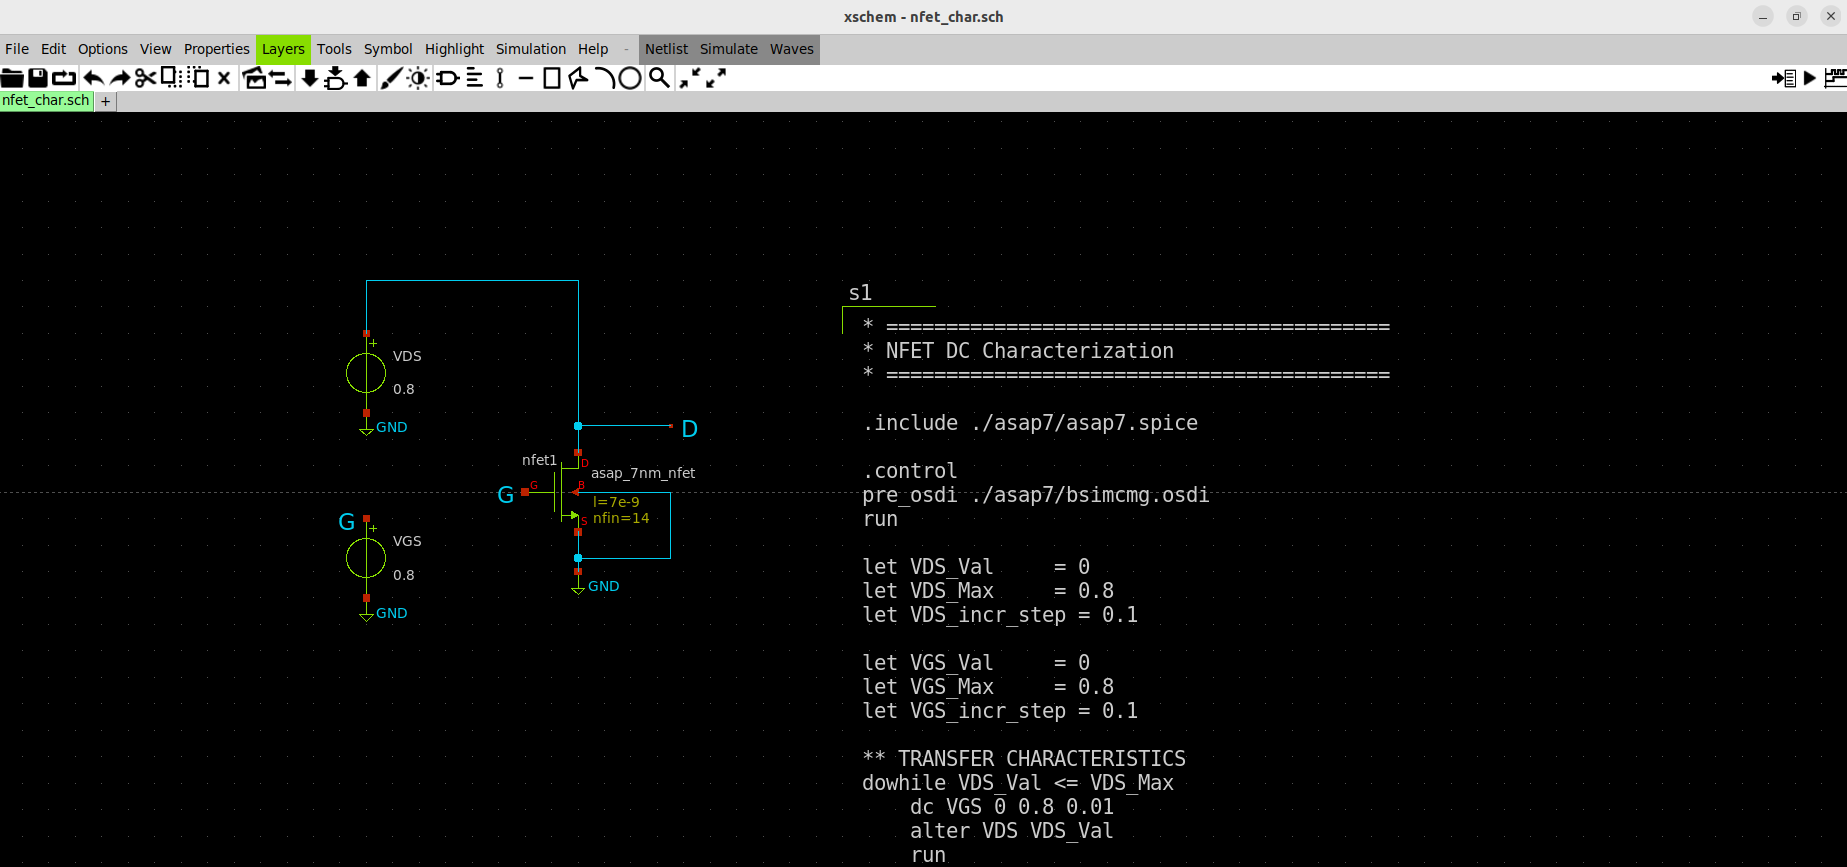 xschem - nfet_char.sch
File Edit Options View Properties Layers Tools Symbol Highlight Simulation Help - Netlist Simulate Waves
nfet_char.sch +
VDS
0.8
GND
D
nfet1
D
asap_7nm_nfet
G
G
B
l=7e-9
nfin=14
S
G
VGS
0.8
GND
GND
s1
* ==========================================
* NFET DC Characterization
* ==========================================
.include ./asap7/asap7.spice
.control
pre_osdi ./asap7/bsimcmg.osdi
run
let VDS_Val     = 0
let VDS_Max     = 0.8
let VDS_incr_step = 0.1
let VGS_Val     = 0
let VGS_Max     = 0.8
let VGS_incr_step = 0.1
** TRANSFER CHARACTERISTICS
dowhile VDS_Val <= VDS_Max
    dc VGS 0 0.8 0.01
    alter VDS VDS_Val
    run